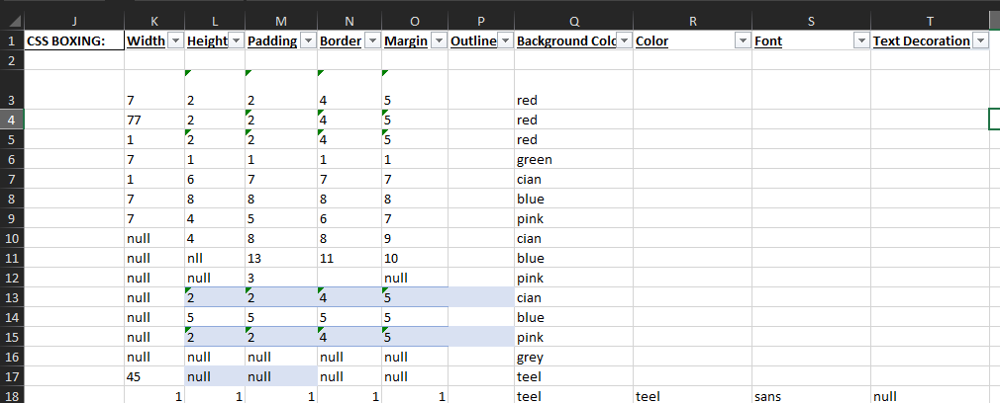 J K L M N O P Q R S T
1 CSS BOXING: Width Height Padding Border Margin Outline Background Colo Color Font Text Decoration
2
3 7 2 2 4 5 red
4 77 2 2 4 5 red
5 1 2 2 4 5 red
6 7 1 1 1 1 green
7 1 6 7 7 7 cian
8 7 8 8 8 8 blue
9 7 4 5 6 7 pink
10 null 4 8 8 9 cian
11 null nll 13 11 10 blue
12 null null 3 null pink
13 null 2 2 4 5 cian
14 null 5 5 5 5 blue
15 null 2 2 4 5 pink
16 null null null null null grey
17 45 null null null null teel
18 1 1 1 1 1 teel teel sans null